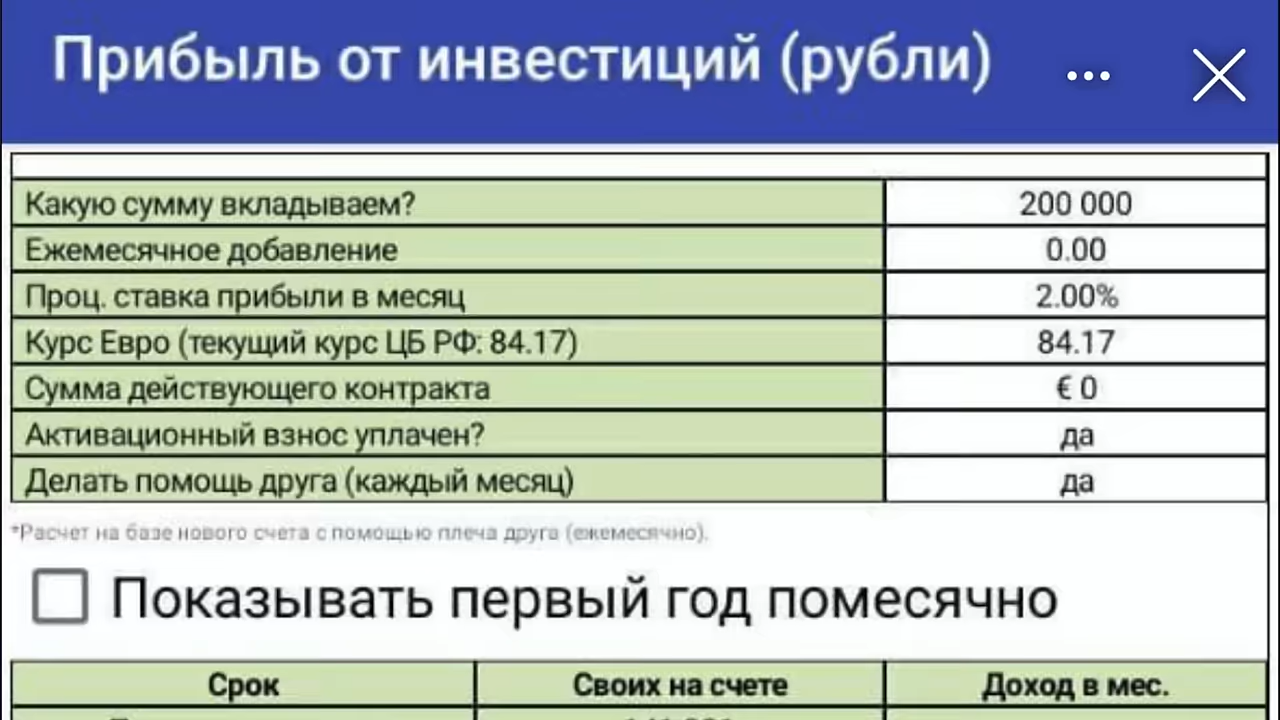 Прибыль от инвестиций (рубли)
Какую сумму вкладываем? 200 000
Ежемесячное добавление 0.00
Проц. ставка прибыли в месяц 2.00%
Курс Евро (текущий курс ЦБ РФ: 84.17) 84.17
Сумма действующего контракта € 0
Активационный взнос уплачен? да
Делать помощь друга (каждый месяц) да
*Расчет на базе нового счета с помощью плеча друга (ежемесячно).
Показывать первый год помесячно
Срок Своих на счете Доход в мес.